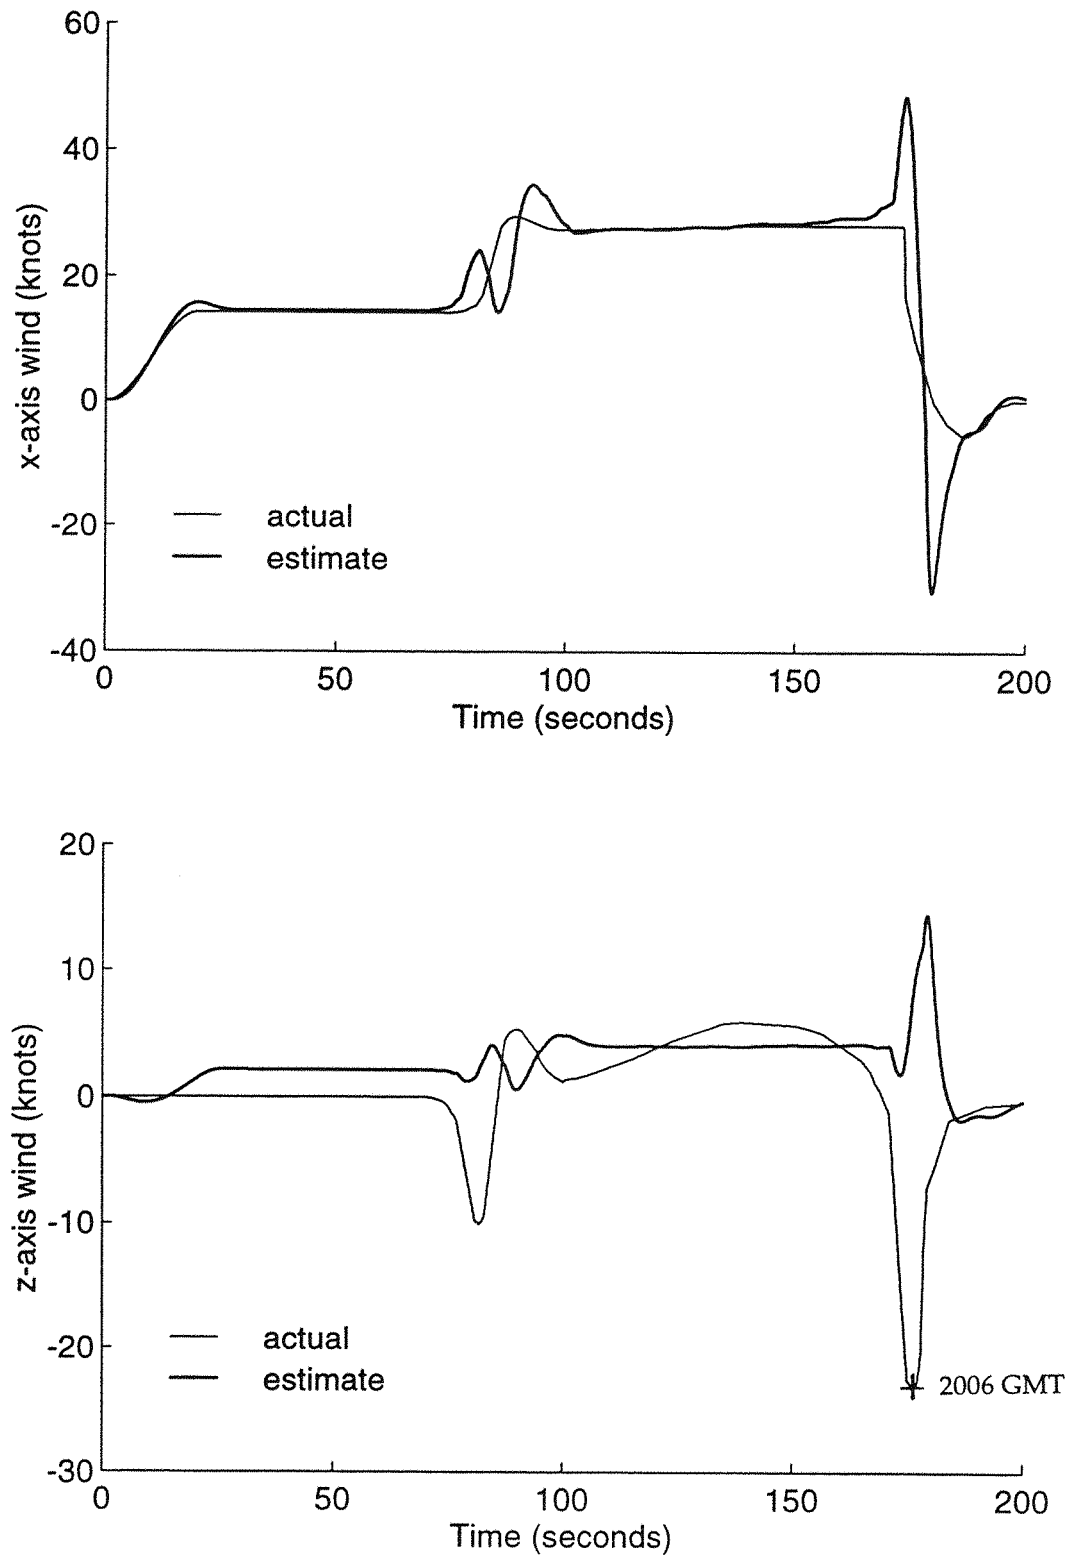 60
40
20
0
-20
-40
x-axis wind (knots)
actual
estimate
0 50 100 150 200
Time (seconds)
20
10
0
-10
-20
-30
z-axis wind (knots)
actual
estimate
2006 GMT
0 50 100 150 200
Time (seconds)